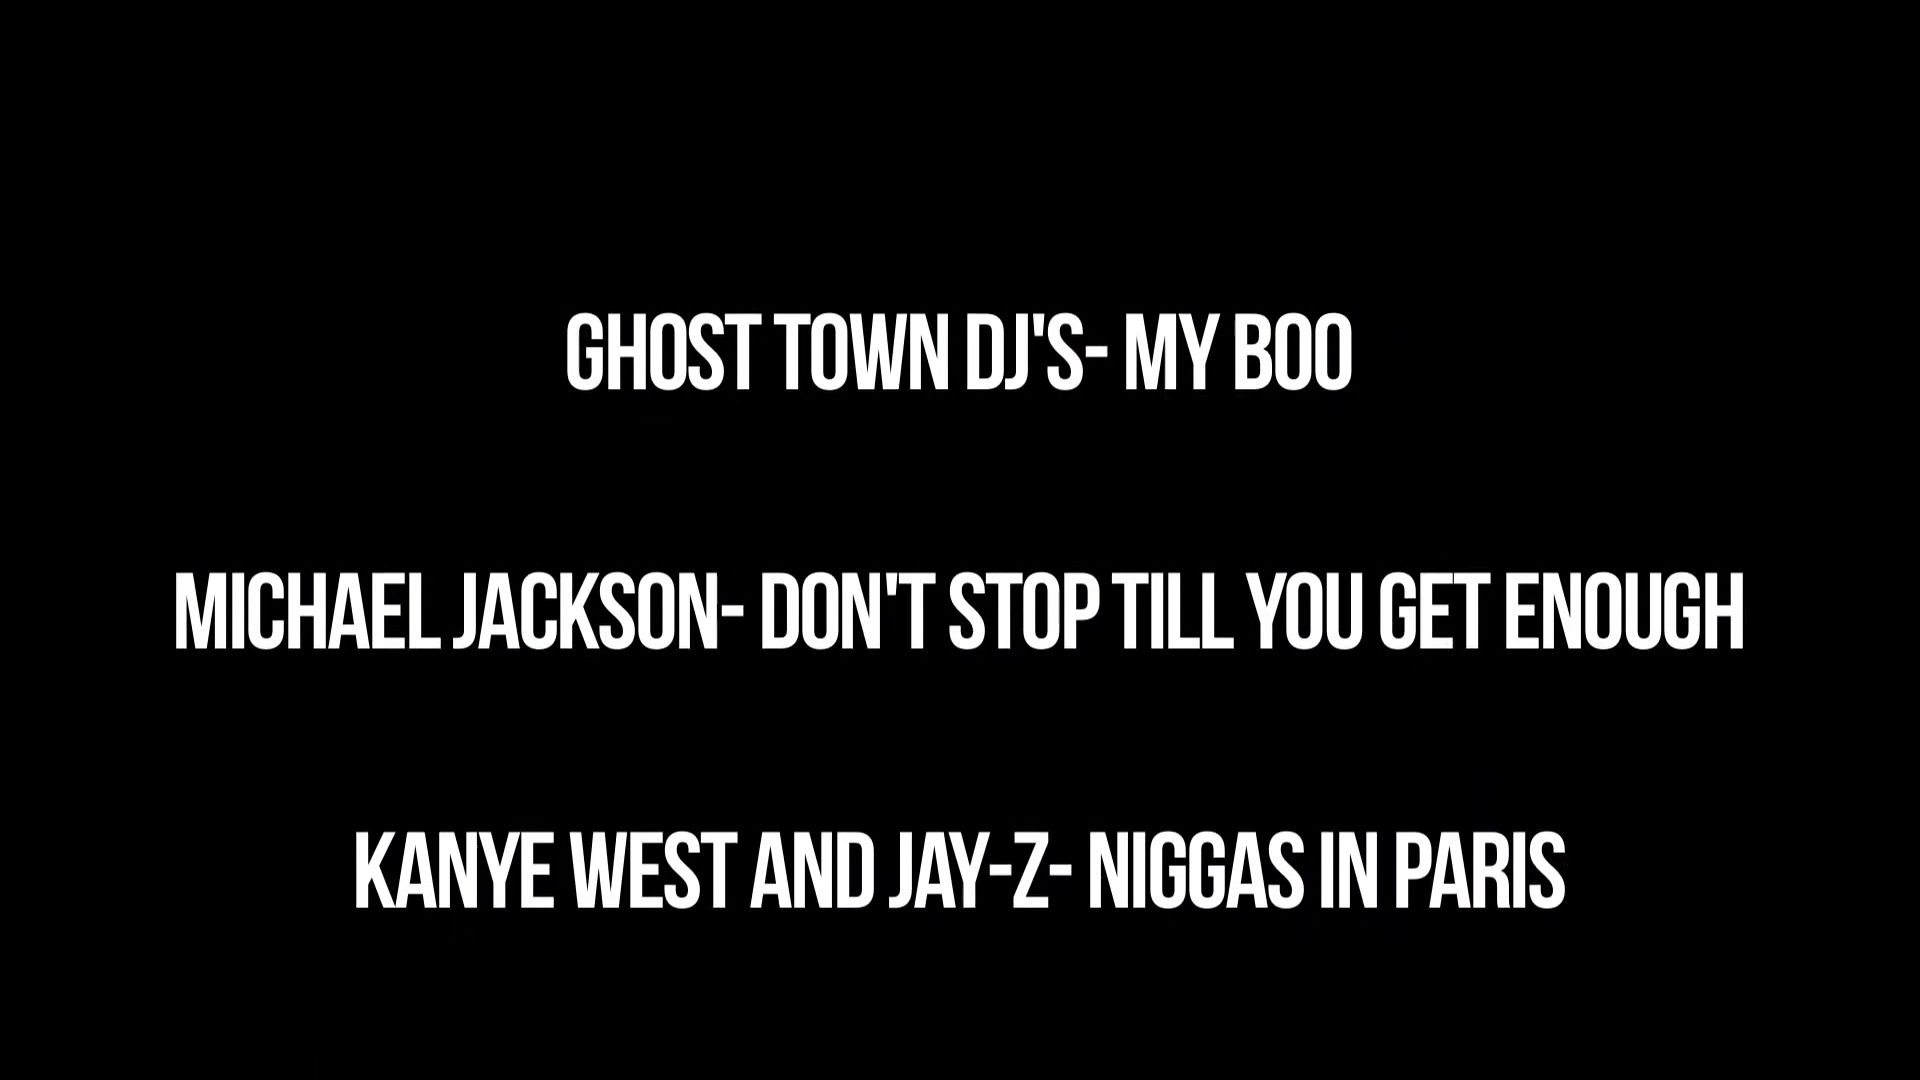 GHOST TOWN DJ'S- MY BOO
MICHAEL JACKSON- DON'T STOP TILL YOU GET ENOUGH
KANYE WEST AND JAY-Z- NIGGAS IN PARIS